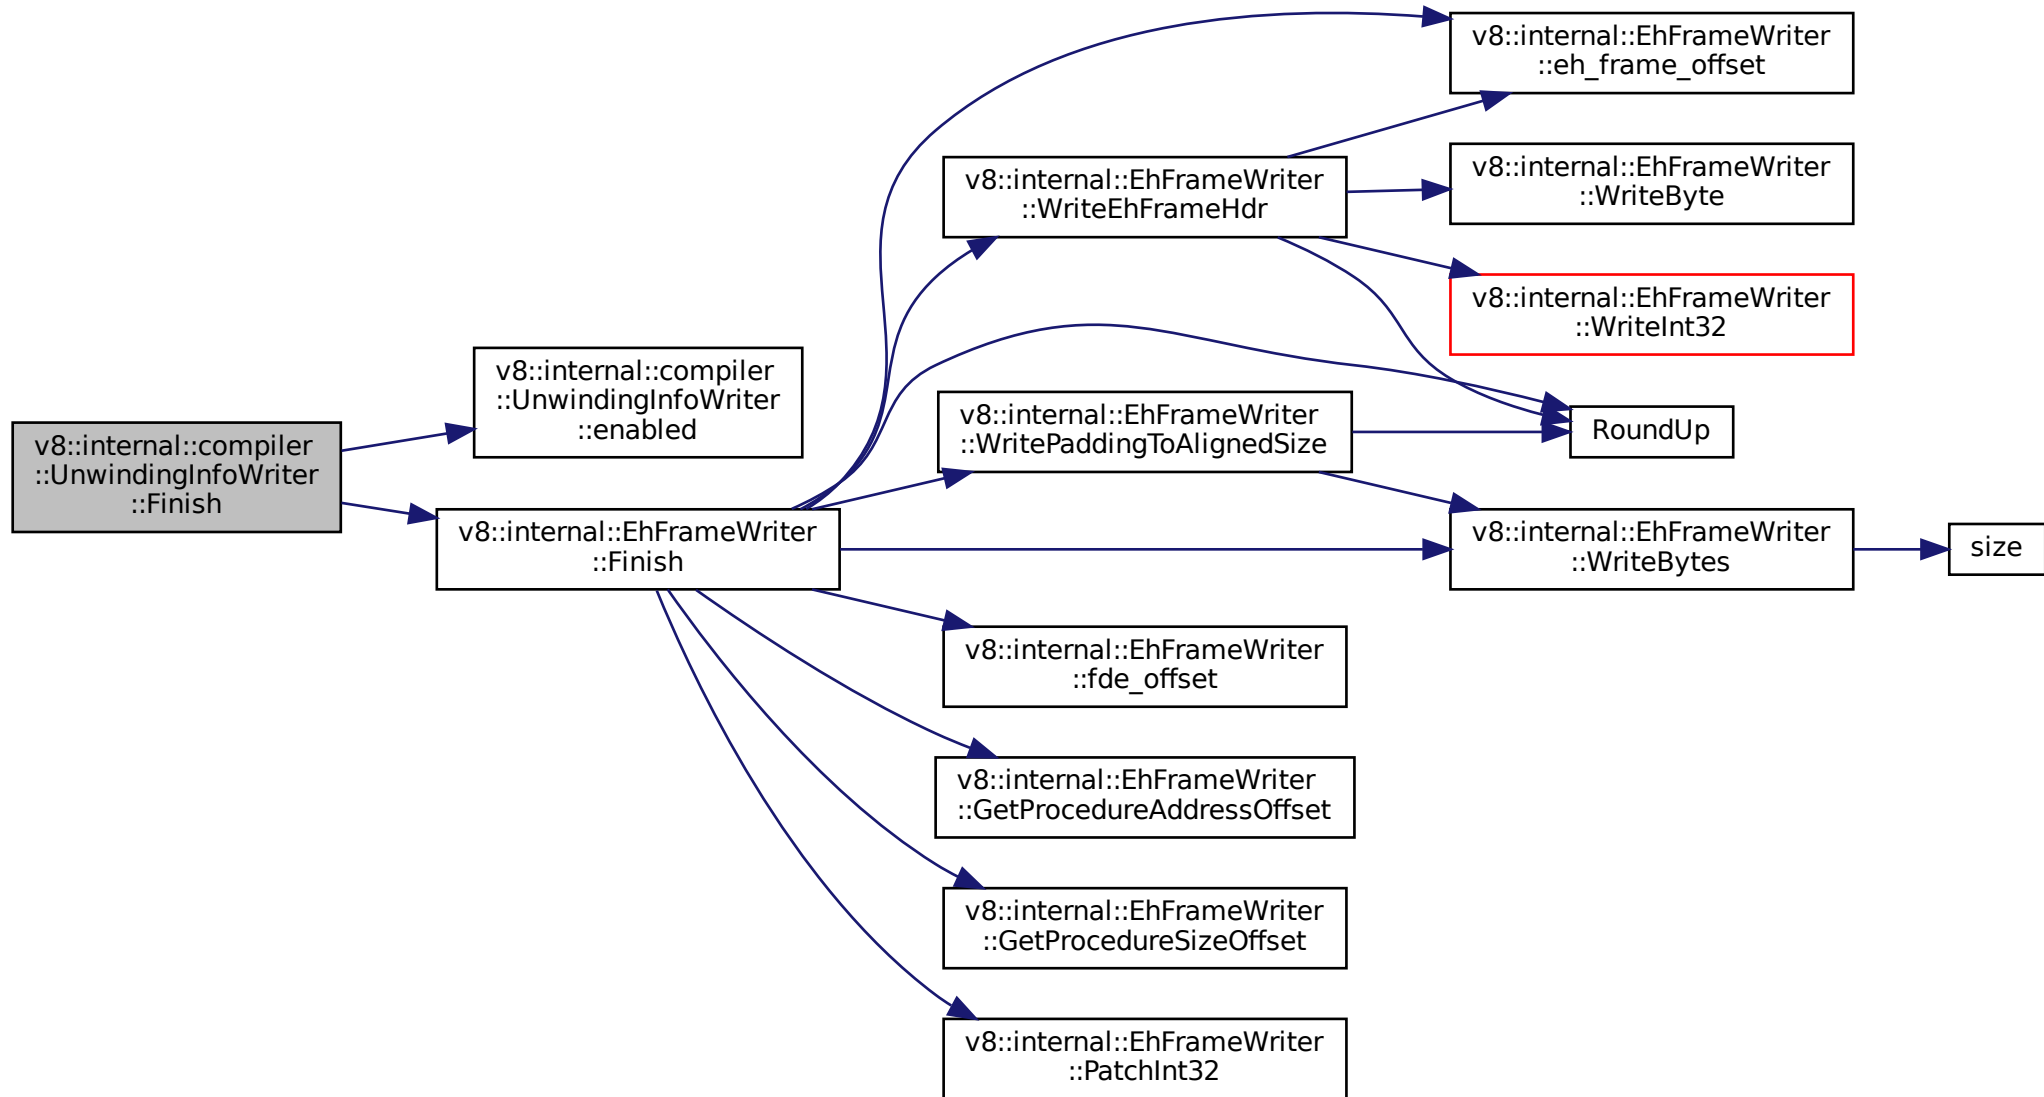 v8::internal::compiler
::UnwindingInfoWriter
::Finish
v8::internal::compiler
::UnwindingInfoWriter
::enabled
v8::internal::EhFrameWriter
::Finish
v8::internal::EhFrameWriter
::eh_frame_offset
v8::internal::EhFrameWriter
::WriteEhFrameHdr
v8::internal::EhFrameWriter
::WriteByte
v8::internal::EhFrameWriter
::WriteInt32
RoundUp
v8::internal::EhFrameWriter
::WritePaddingToAlignedSize
v8::internal::EhFrameWriter
::WriteBytes
size
v8::internal::EhFrameWriter
::fde_offset
v8::internal::EhFrameWriter
::GetProcedureAddressOffset
v8::internal::EhFrameWriter
::GetProcedureSizeOffset
v8::internal::EhFrameWriter
::PatchInt32